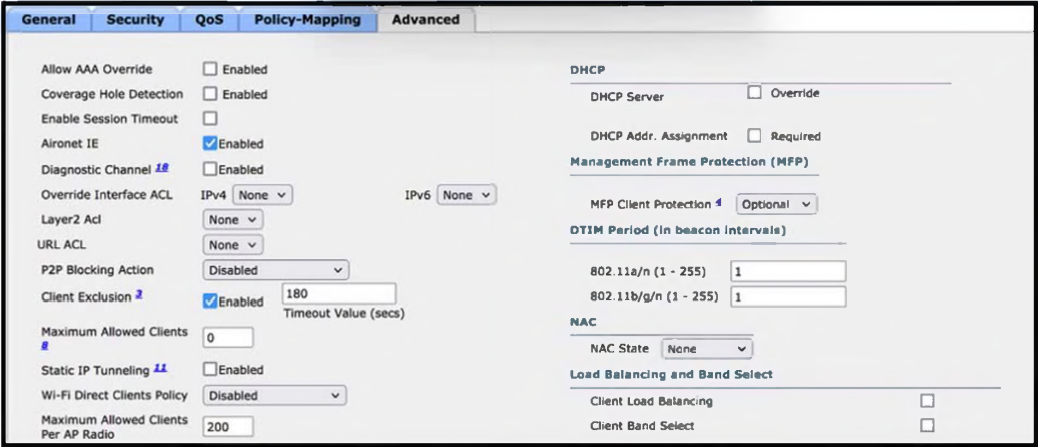 General Security QoS Policy-Mapping Advanced
Allow AAA Override Enabled
Coverage Hole Detection Enabled
Enable Session Timeout
Aironet IE Enabled
Diagnostic Channel 18 Enabled
Override Interface ACL IPv4 None IPv6 None
Layer2 Acl None
URL ACL None
P2P Blocking Action Disabled
Client Exclusion 3 Enabled 180
Timeout Value (secs)
Maximum Allowed Clients
8 0
Static IP Tunneling 11 Enabled
Wi-Fi Direct Clients Policy Disabled
Maximum Allowed Clients
Per AP Radio 200
DHCP
DHCP Server Override
DHCP Addr. Assignment Required
Management Frame Protection (MFP)
MFP Client Protection 4 Optional
DTIM Period (in beacon intervals)
802.11a/n (1 - 255) 1
802.11b/g/n (1 - 255) 1
NAC
NAC State None
Load Balancing and Band Select
Client Load Balancing
Client Band Select